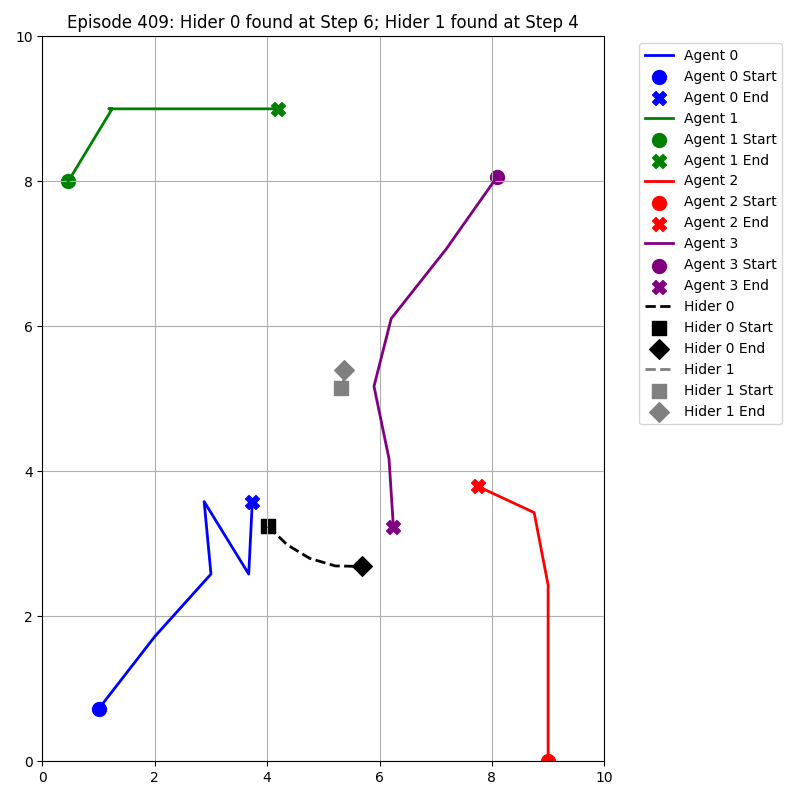 Episode 409: Hider 0 found at Step 6; Hider 1 found at Step 4
10
8
6
4
2
0
0 2 4 6 8 10
Agent 0
Agent 0 Start
Agent 0 End
Agent 1
Agent 1 Start
Agent 1 End
Agent 2
Agent 2 Start
Agent 2 End
Agent 3
Agent 3 Start
Agent 3 End
Hider 0
Hider 0 Start
Hider 0 End
Hider 1
Hider 1 Start
Hider 1 End